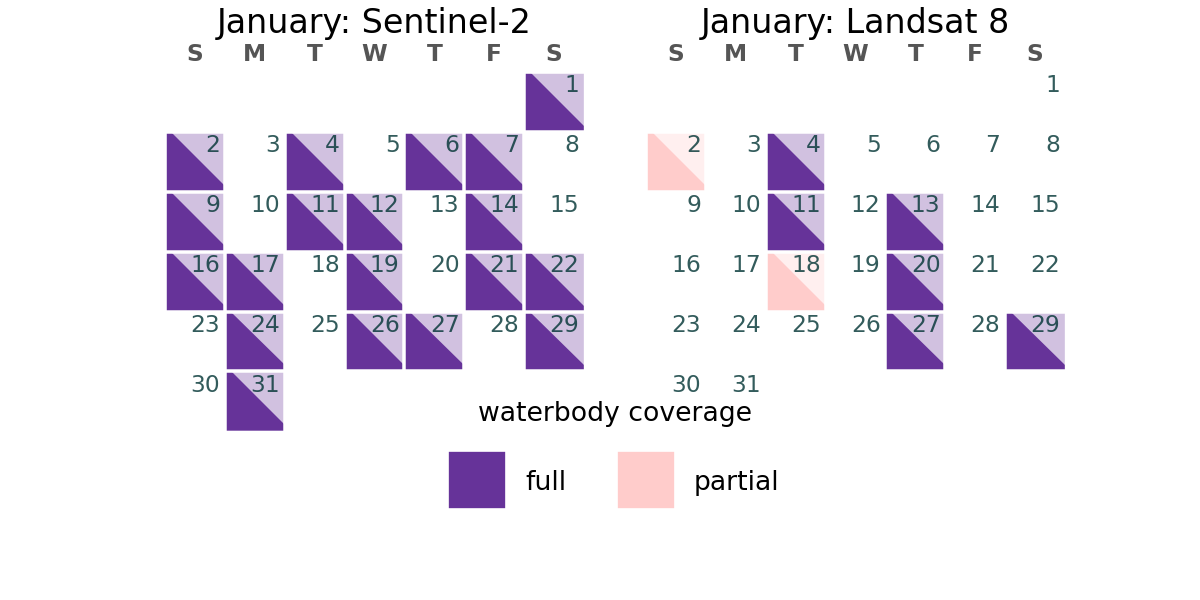 January: Sentinel-2
S M T W T F S
1
2 3 4 5 6 7 8
9 10 11 12 13 14 15
16 17 18 19 20 21 22
23 24 25 26 27 28 29
30 31
January: Landsat 8
S M T W T F S
1
2 3 4 5 6 7 8
9 10 11 12 13 14 15
16 17 18 19 20 21 22
23 24 25 26 27 28 29
30 31
waterbody coverage
full
partial